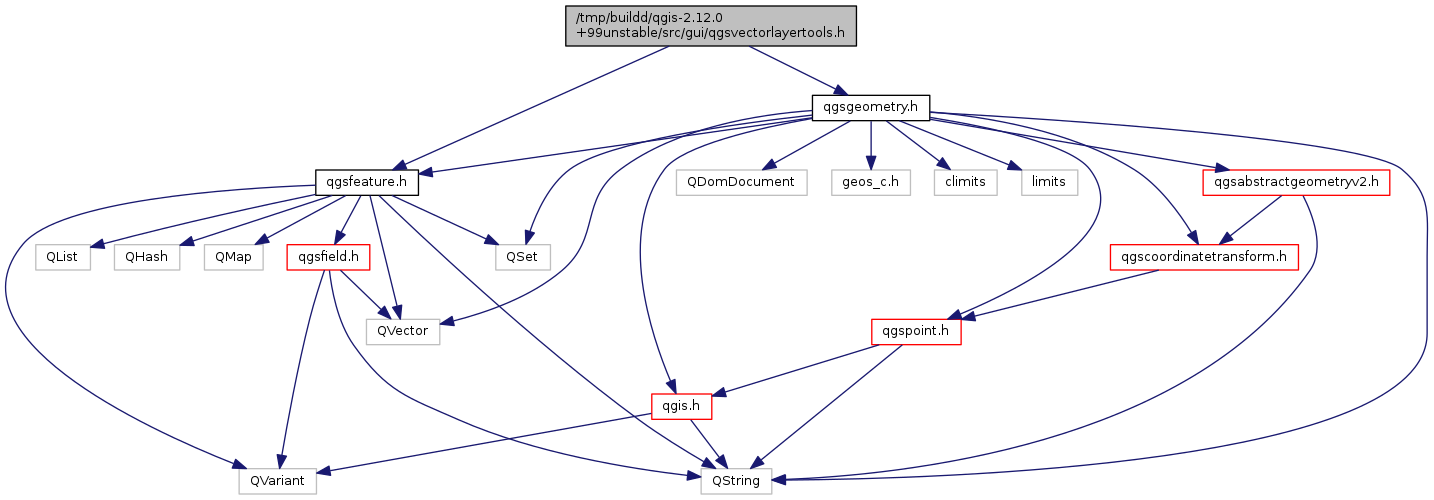 /tmp/buildd/qgis-2.12.0
+99unstable/src/gui/qgsvectorlayertools.h
qgsgeometry.h
qgsfeature.h
QDomDocument
geos_c.h
climits
limits
qgsabstractgeometryv2.h
QList
QHash
QMap
qgsfield.h
QSet
qgscoordinatetransform.h
QVector
qgspoint.h
qgis.h
QVariant
QString